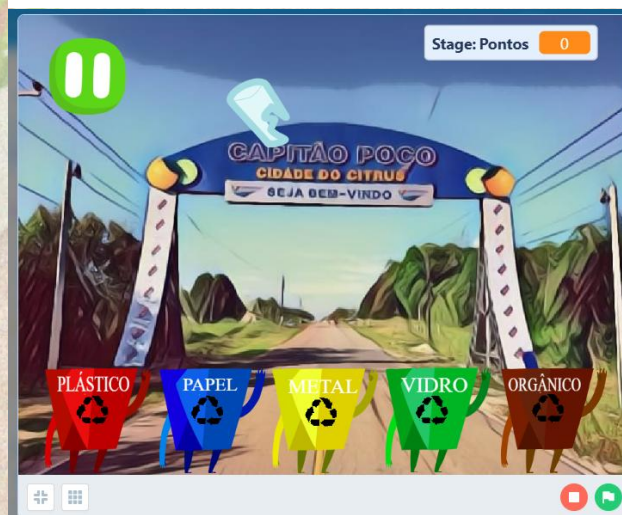 Stage: Pontos 0
CAPITÃO POÇO
CIDADE DO CITRUS
SEJA BEM-VINDO
PLÁSTICO
PAPEL
METAL
VIDRO
ORGÂNICO